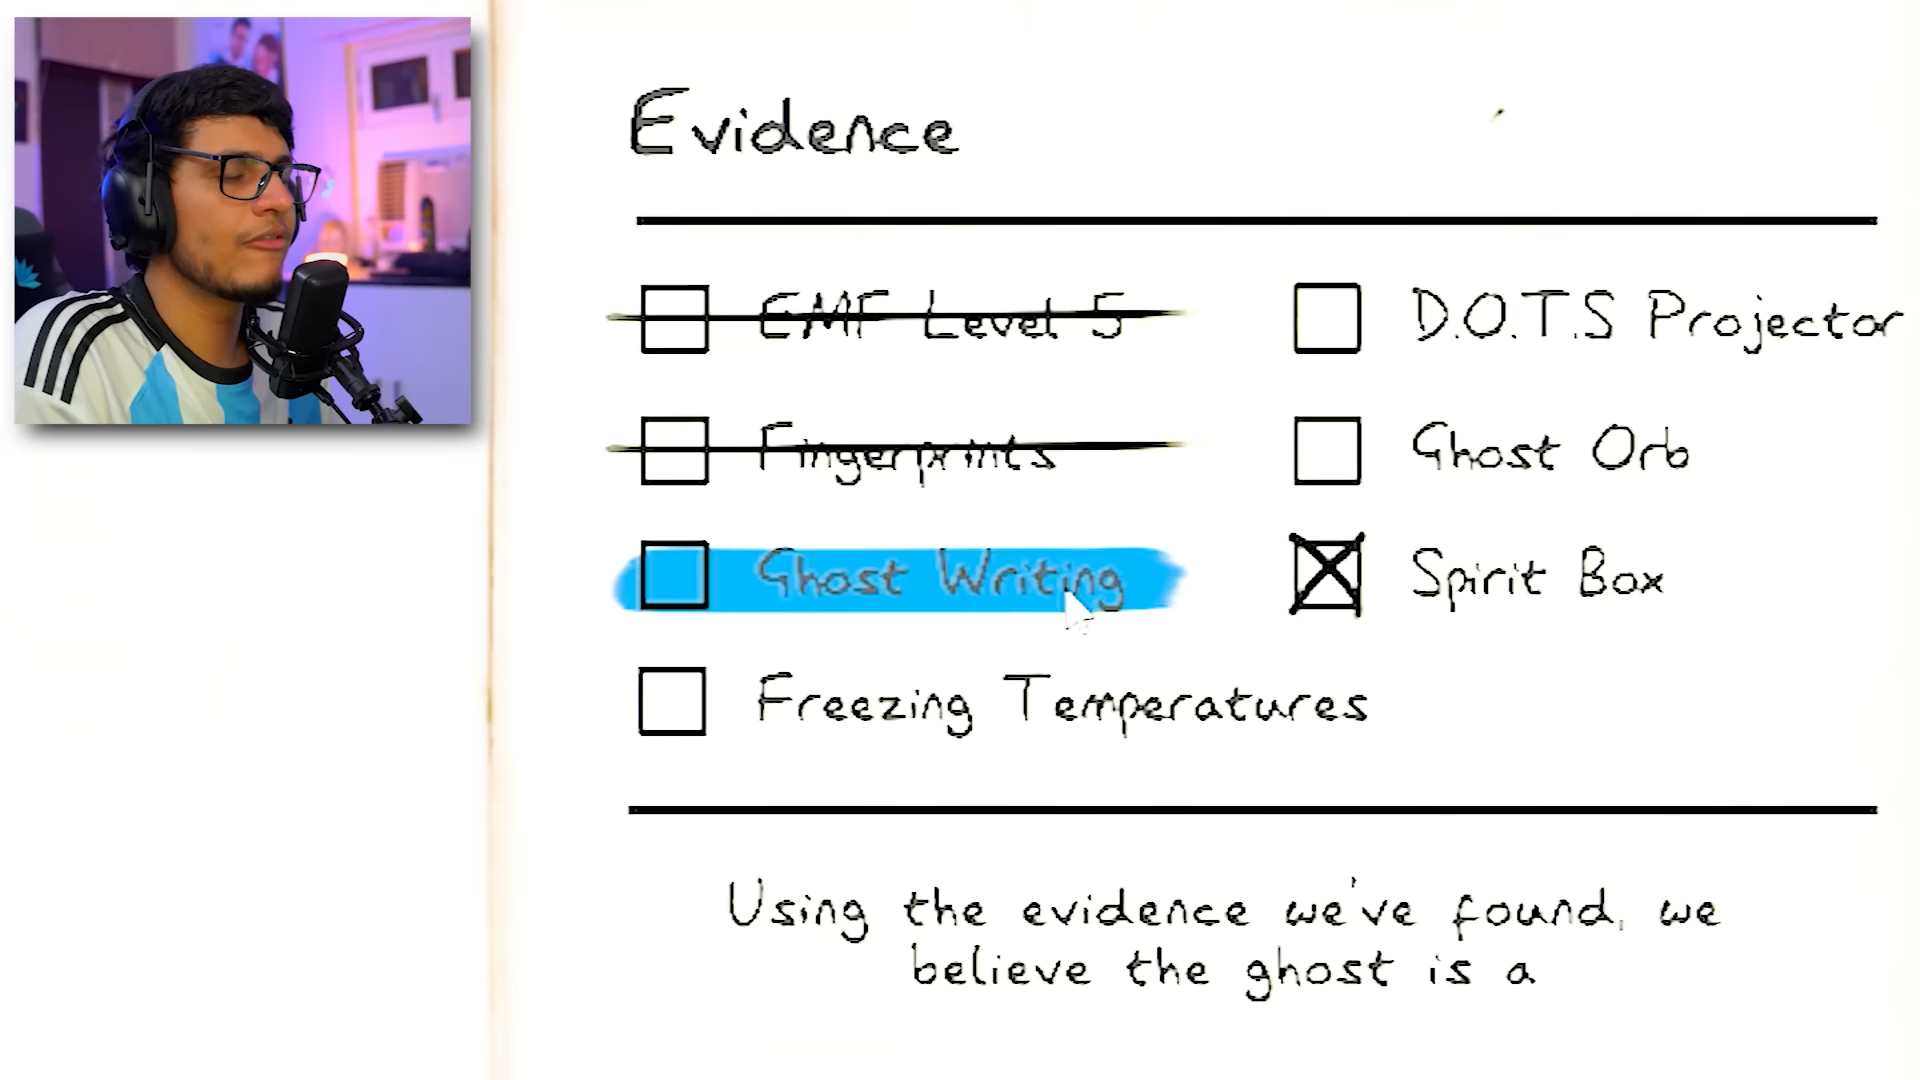 Evidence
EMF Level 5
D.O.T.S Projector
Fingerprints
Ghost Orb
Ghost Writing
Spirit Box
Freezing Temperatures
Using the evidence we've found, we
believe the ghost is a